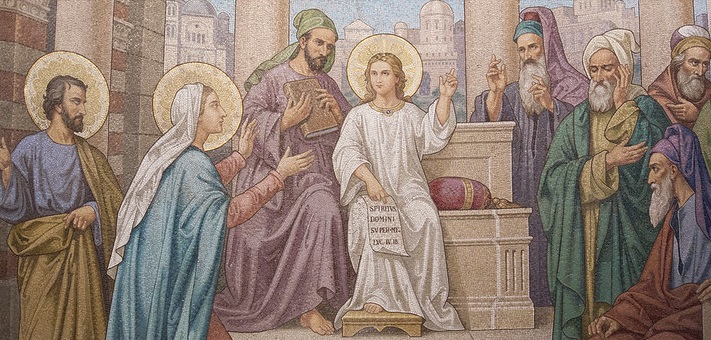 SPIRITVS
DOMINI
SVPER·ME·
LVC. IV. 18.